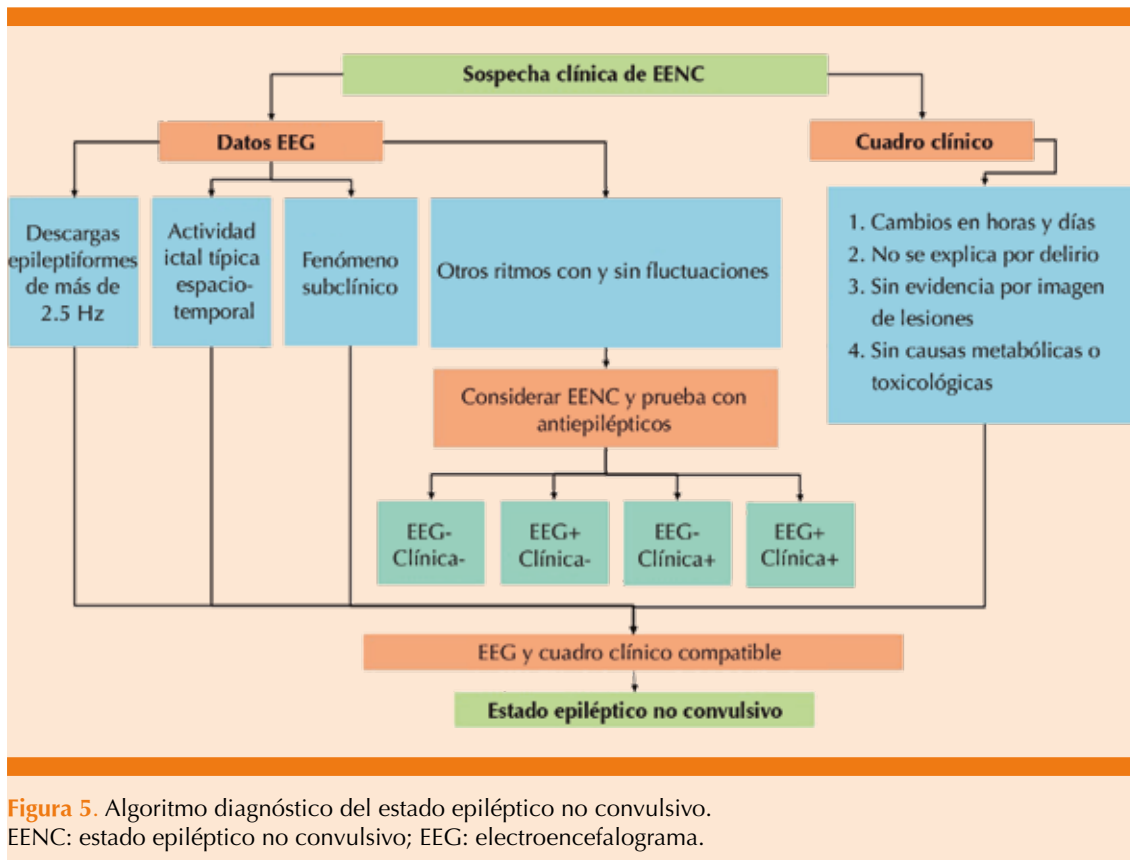 Sospecha clínica de EENC
Datos EEG
Cuadro clínico
Descargas
epileptiformes
de más de
2.5 Hz
Actividad
ictal típica
espacio-
temporal
Fenómeno
subclínico
Otros ritmos con y sin fluctuaciones
1. Cambios en horas y días
2. No se explica por delirio
3. Sin evidencia por imagen
de lesiones
4. Sin causas metabólicas o
toxicológicas
Considerar EENC y prueba con
antiepilépticos
EEG-
Clínica-
EEG+
Clínica-
EEG-
Clínica+
EEG+
Clínica+
EEG y cuadro clínico compatible
Estado epiléptico no convulsivo
Figura 5. Algoritmo diagnóstico del estado epiléptico no convulsivo.
EENC: estado epiléptico no convulsivo; EEG: electroencefalograma.